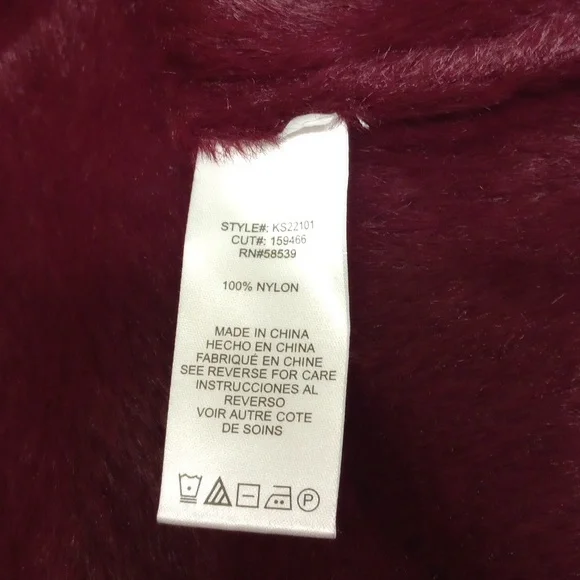 STYLE#: KS22101
CUT#: 159466
RN#58539
100% NYLON
MADE IN CHINA
HECHO EN CHINA
FABRIQUÉ EN CHINE
SEE REVERSE FOR CARE
INSTRUCCIONES AL
REVERSO
VOIR AUTRE COTE
DE SOINS
P